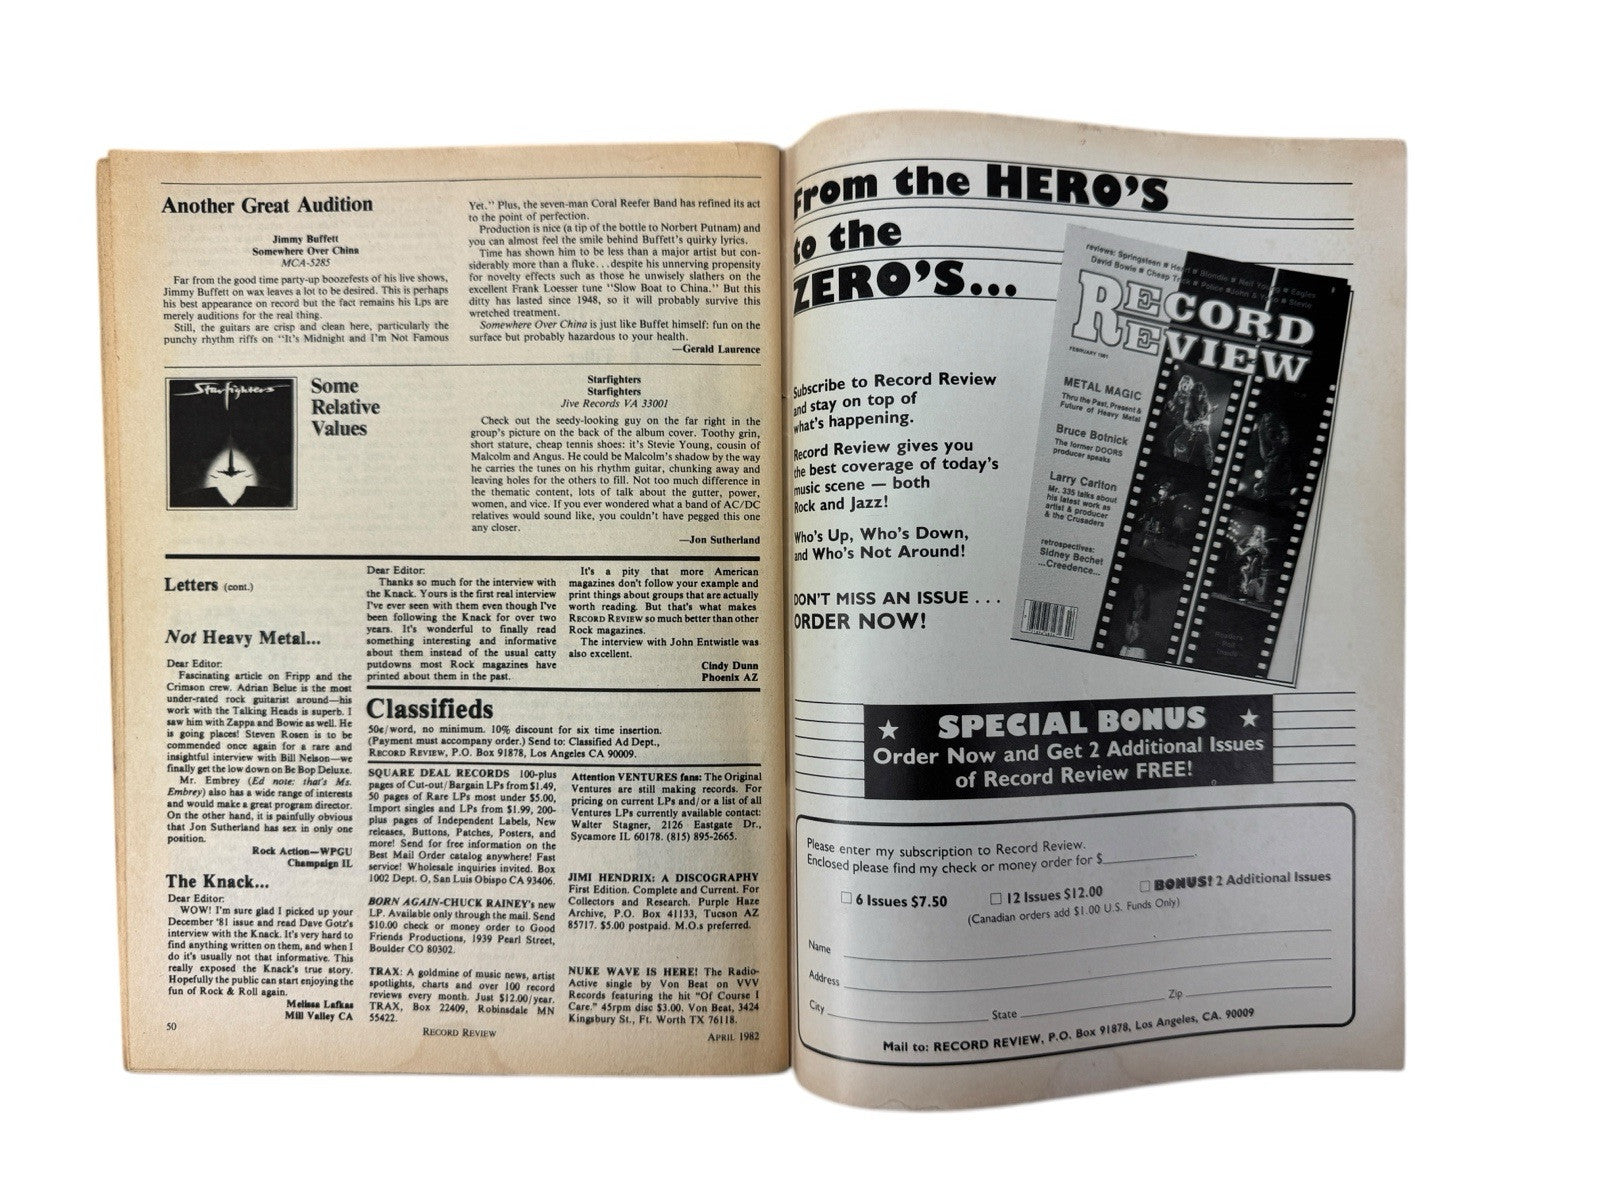 Another Great Audition
Jimmy Buffett
Somewhere Over China
MCA-5285
Far from the good time party-up boozefests of his live shows,
Jimmy Buffett on wax leaves a lot to be desired. This is perhaps
his best appearance on record but the fact remains his Lps are
merely auditions for the real thing.
Still, the guitars are crisp and clean here, particularly the
punchy rhythm riffs on "It's Midnight and I'm Not Famous
Yet." Plus, the seven-man Coral Reefer Band has refined its act
to the point of perfection.
Production is nice (a tip of the bottle to Norbert Putnam) and
you can almost feel the smile behind Buffett's quirky lyrics.
Time has shown him to be less than a major artist but con-
siderably more than a fluke...despite his unnerving propensity
for novelty effects such as those he unwisely slathers on the
excellent Frank Loesser tune "Slow Boat to China." But this
ditty has lasted since 1948, so it will probably survive this
wretched treatment.
Somewhere Over China is just like Buffet himself: fun on the
surface but probably hazardous to your health.
—Gerald Laurence
Starfighters
Some
Relative
Values
Starfighters
Starfighters
Jive Records VA 33001
Check out the seedy-looking guy on the far right in the
group's picture on the back of the album cover. Toothy grin,
short stature, cheap tennis shoes: it's Stevie Young, cousin of
Malcolm and Angus. He could be Malcolm's shadow by the way
he carries the tunes on his rhythm guitar, chunking away and
leaving holes for the others to fill. Not too much difference in
the thematic content, lots of talk about the gutter, power,
women, and vice. If you ever wondered what a band of AC/DC
relatives would sound like, you couldn't have pegged this one
any closer.
—Jon Sutherland
Letters (cont.)
Not Heavy Metal...
Dear Editor:
Fascinating article on Fripp and the
Crimson crew. Adrian Belue is the most
under-rated rock guitarist around—his
work with the Talking Heads is superb. I
saw him with Zappa and Bowie as well. He
is going places! Steven Rosen is to be
commended once again for a rare and
insightful interview with Bill Nelson—we
finally get the low down on Be Bop Deluxe.
Mr. Embrey (Ed note: that's Ms.
Embrey) also has a wide range of interests
and would make a great program director.
On the other hand, it is painfully obvious
that Jon Sutherland has sex in only one
position.
Rock Action—WPGU
Champaign IL
The Knack...
Dear Editor:
WOW! I'm sure glad I picked up your
December '81 issue and read Dave Gotz's
interview with the Knack. It's very hard to
find anything written on them, and when I
do it's usually not that informative. This
really exposed the Knack's true story.
Hopefully the public can start enjoying the
fun of Rock & Roll again.
Melissa Lafkas
Mill Valley CA
Dear Editor:
Thanks so much for the interview with
the Knack. Yours is the first real interview
I've ever seen with them even though I've
been following the Knack for over two
years. It's wonderful to finally read
something interesting and informative
about them instead of the usual catty
putdowns most Rock magazines have
printed about them in the past.
It's a pity that more American
magazines don't follow your example and
print things about groups that are actually
worth reading. But that's what makes
RECORD REVIEW so much better than other
Rock magazines.
The interview with John Entwistle was
also excellent.
Cindy Dunn
Phoenix AZ
Classifieds
50¢/word, no minimum. 10% discount for six time insertion.
(Payment must accompany order.) Send to: Classified Ad Dept.,
RECORD REVIEW, P.O. Box 91878, Los Angeles CA 90009.
SQUARE DEAL RECORDS 100-plus
pages of Cut-out/Bargain LPs from $1.49,
50 pages of Rare LPs most under $5.00,
Import singles and LPs from $1.99, 200-
plus pages of Independent Labels, New
releases, Buttons, Patches, Posters, and
more! Send for free information on the
Best Mail Order catalog anywhere! Fast
service! Wholesale inquiries invited. Box
1002 Dept. O, San Luis Obispo CA 93406.
BORN AGAIN-CHUCK RAINEY's new
LP. Available only through the mail. Send
$10.00 check or money order to Good
Friends Productions, 1939 Pearl Street,
Boulder CO 80302.
TRAX: A goldmine of music news, artist
spotlights, charts and over 100 record
reviews every month. Just $12.00/year.
TRAX, Box 22409, Robinsdale MN
55422.
Attention VENTURES fans: The Original
Ventures are still making records. For
pricing on current LPs and/or a list of all
Ventures LPs currently available contact:
Walter Stagner, 2126 Eastgate Dr.,
Sycamore IL 60178. (815) 895-2665.
JIMI HENDRIX: A DISCOGRAPHY
First Edition. Complete and Current. For
Collectors and Research. Purple Haze
Archive, P.O. Box 41133, Tucson AZ
85717. $5.00 postpaid. M.O.s preferred.
NUKE WAVE IS HERE! The Radio-
Active single by Von Beat on VVV
Records featuring the hit "Of Course I
Care." 45rpm disc $3.00. Von Beat, 3424
Kingsbury St., Ft. Worth TX 76118.
50
RECORD REVIEW
APRIL 1982
From the HERO'S
to the
ZERO'S...
Subscribe to Record Review
and stay on top of
what's happening.
Record Review gives you
the best coverage of today's
music scene — both
Rock and Jazz!
Who's Up, Who's Down,
and Who's Not Around!
DON'T MISS AN ISSUE . . .
ORDER NOW!
reviews: Springsteen ■ Heart ■ Blondie ■ Neil Young ■ Eagles
David Bowie ■ Cheap Trick ■ Police ■ John & Yoko ■ Stevie
RECORD
REVIEW
FEBRUARY 1981
METAL MAGIC
Thru the Past, Present &
Future of Heavy Metal
Bruce Botnick
The former DOORS
producer speaks
Larry Carlton
Mr. 335 talks about
his latest work as
artist & producer
& the Crusaders
retrospectives:
Sidney Bechet
...Creedence...
Readers
Poll
★ SPECIAL BONUS ★
Order Now and Get 2 Additional Issues
of Record Review FREE!
Please enter my subscription to Record Review.
Enclosed please find my check or money order for $
6 Issues $7.50
12 Issues $12.00
BONUS! 2 Additional Issues
(Canadian orders add $1.00 U.S. Funds Only)
Name
Address
City
State
Zip
Mail to: RECORD REVIEW, P.O. Box 91878, Los Angeles, CA. 90009